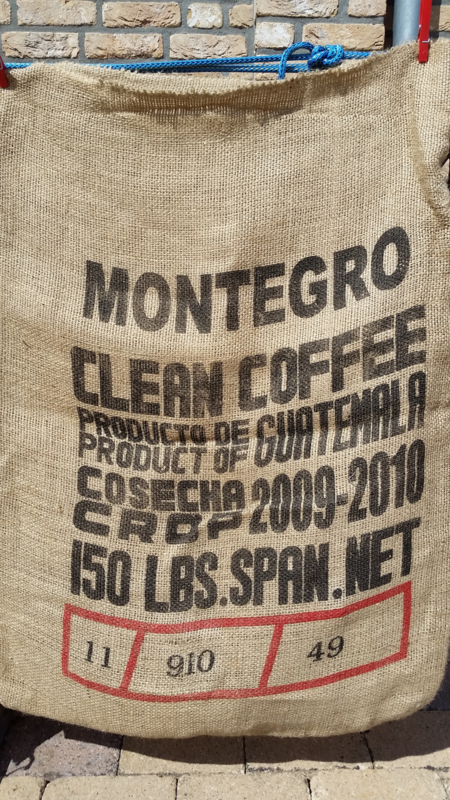 MONTEGRO
CLEAN COFFEE
PRODUCTO DE GUATEMALA
PRODUCT OF
COSECHA 2009-2010
CROP
150 LBS.SPAN.NET
11 910 49